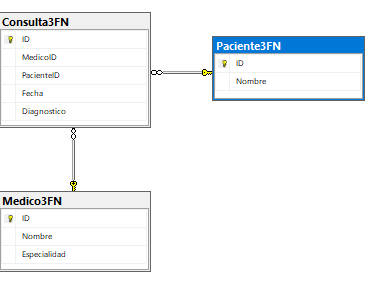 Consulta3FN
ID
MedicoID
PacienteID
Fecha
Diagnostico
Paciente3FN
ID
Nombre
Medico3FN
ID
Nombre
Especialidad